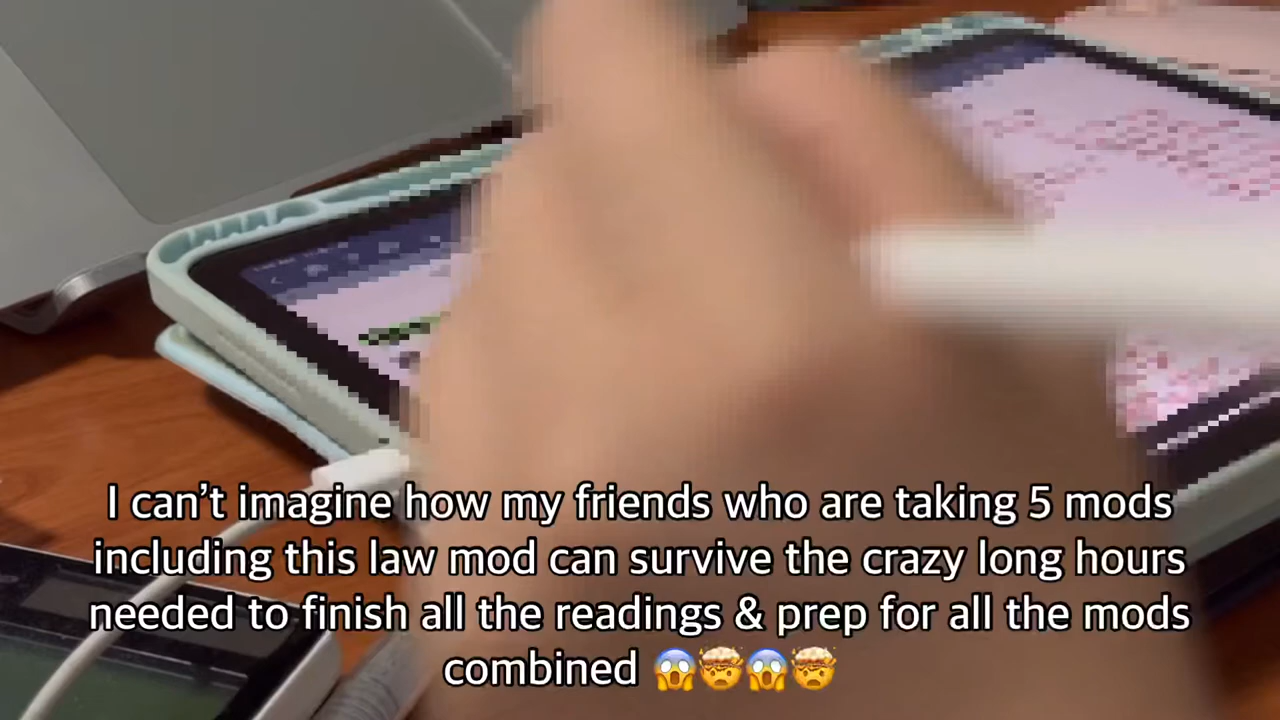 I can’t imagine how my friends who are taking 5 mods
including this law mod can survive the crazy long hours
needed to finish all the readings & prep for all the mods
combined 😱🤯😱🤯